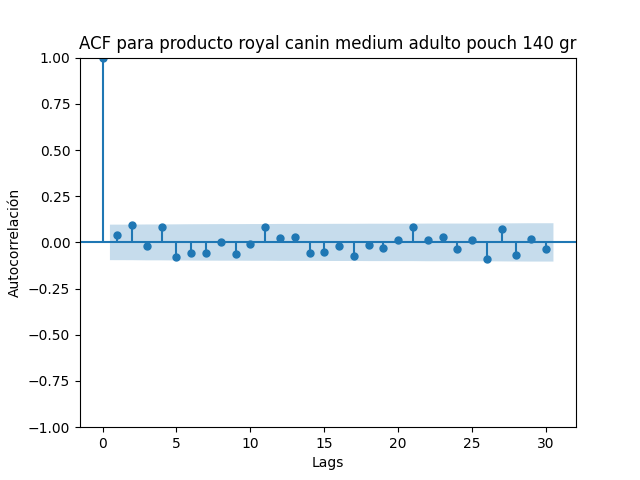 ACF para producto royal canin medium adulto pouch 140 gr
1.00
0.75
0.50
0.25
0.00
−0.25
−0.50
−0.75
−1.00
Autocorrelación
0 5 10 15 20 25 30
Lags